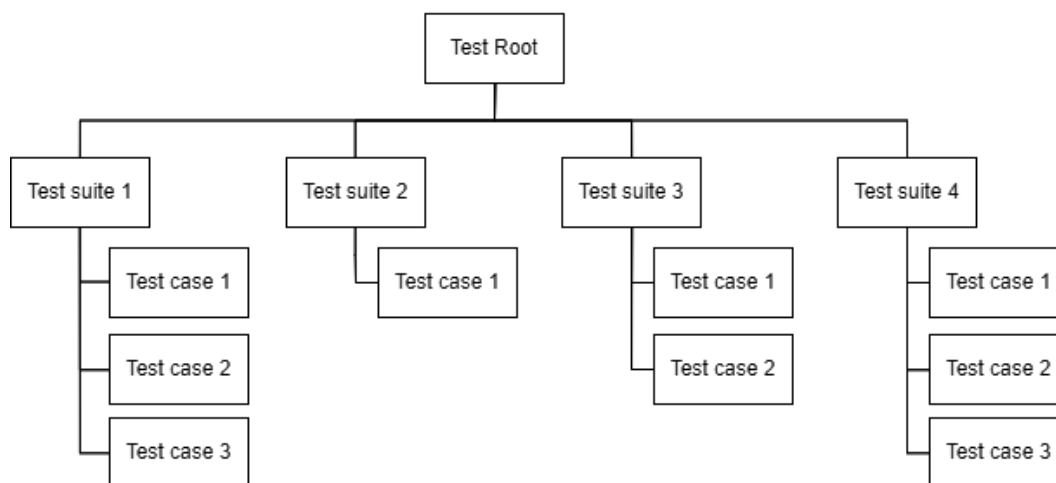 Test Root
Test suite 1
Test suite 2
Test suite 3
Test suite 4
Test case 1
Test case 1
Test case 1
Test case 1
Test case 2
Test case 2
Test case 2
Test case 3
Test case 3